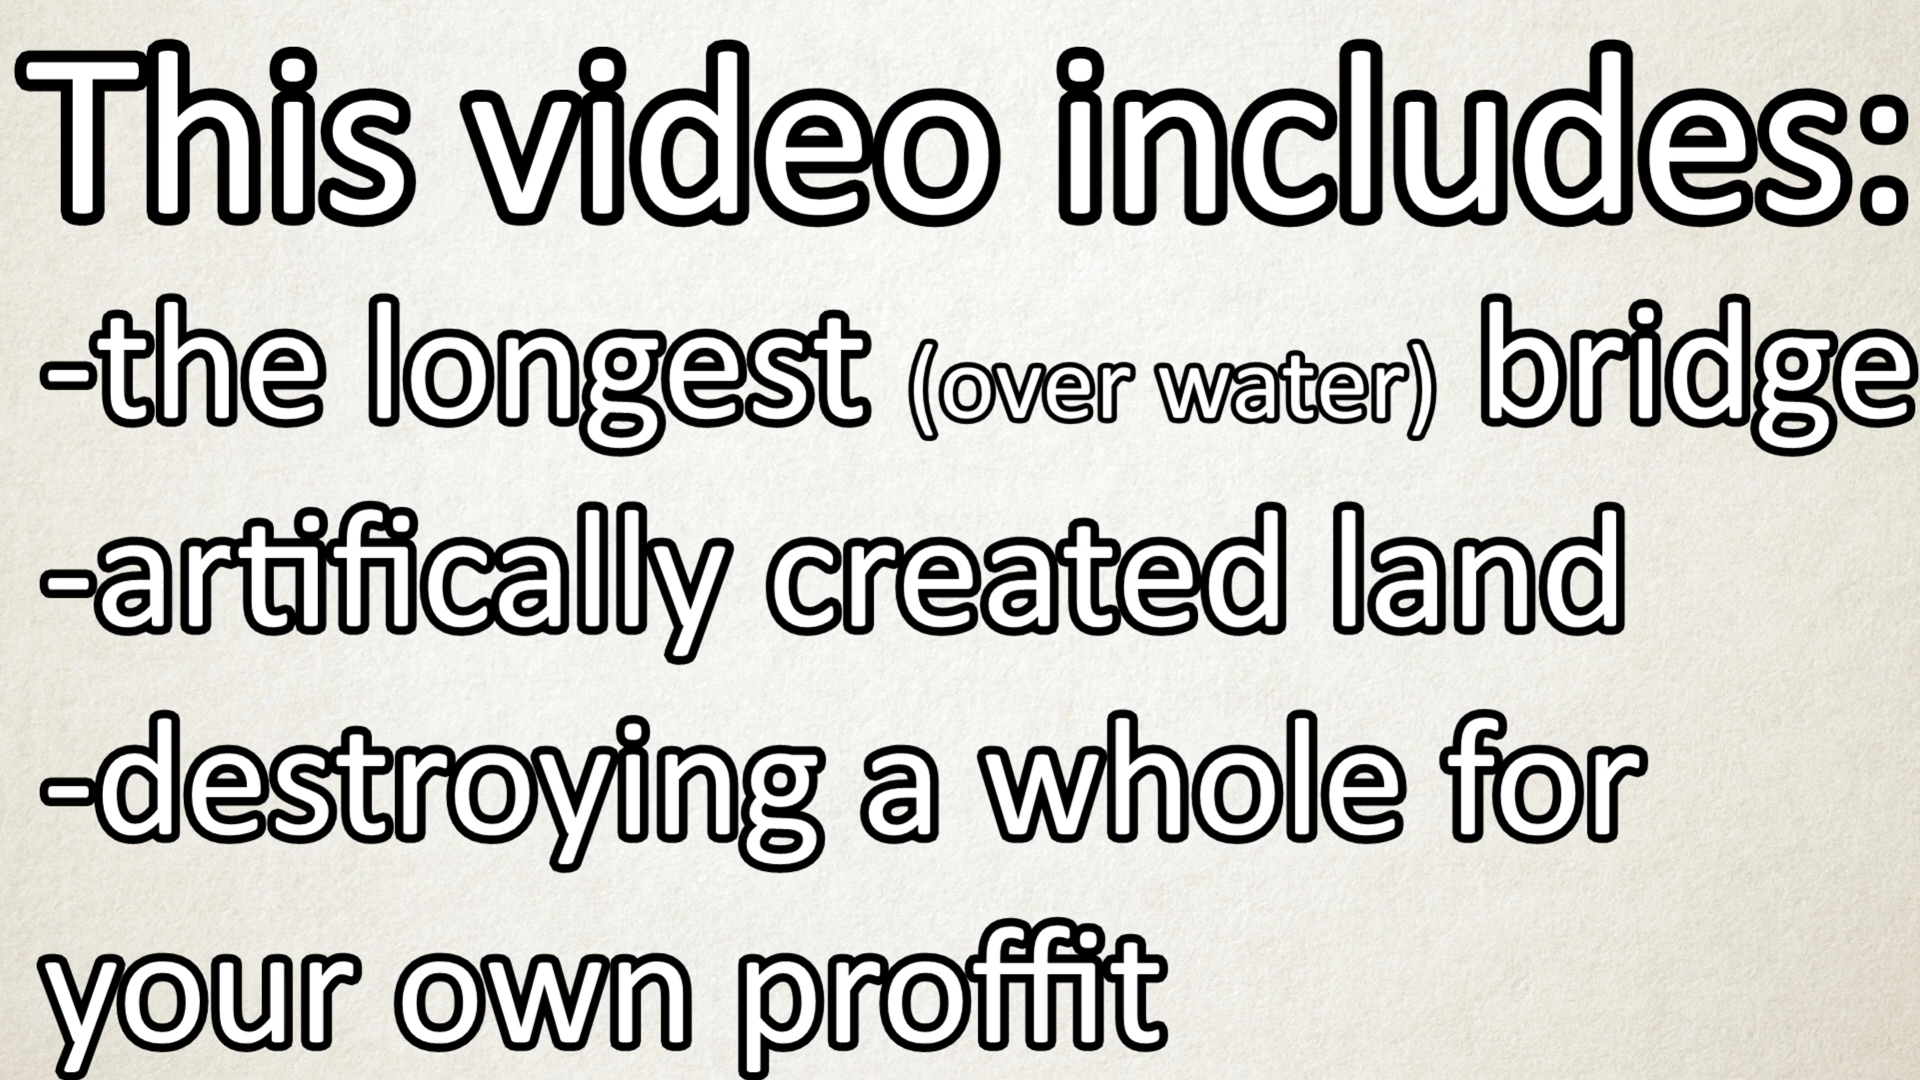 This video includes:
-the longest (over water) bridge
-artifically created land
-destroying a whole for
your own proffit